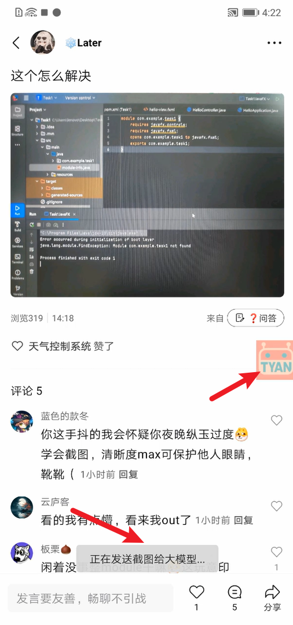 4:22
Later
这个怎么解决
Project
module com.example.task1 {
requires javafx.controls;
requires javafx.fxml;
opens com.example.task1 to javafx.fxml;
exports com.example.task1;
}
Error occurred during initialization of boot layer
java.lang.module.FindException: Module com.example.task1 not found
Process finished with exit code 1
浏览319
14:18
来自
❓问答
天气控制系统 赞了
TYAN
评论 5
蓝色的款冬
你这手抖的我会怀疑你夜晚纵玉过度
学会截图，清晰度max可保护他人眼睛，
靴靴（ 1小时前 回复
云庐客
看的我有点懵，看来我out了 1小时前 回复
板栗
正在发送截图给大模型...
闲着没
印
1
发言要友善，畅聊不引战
1
5
分享